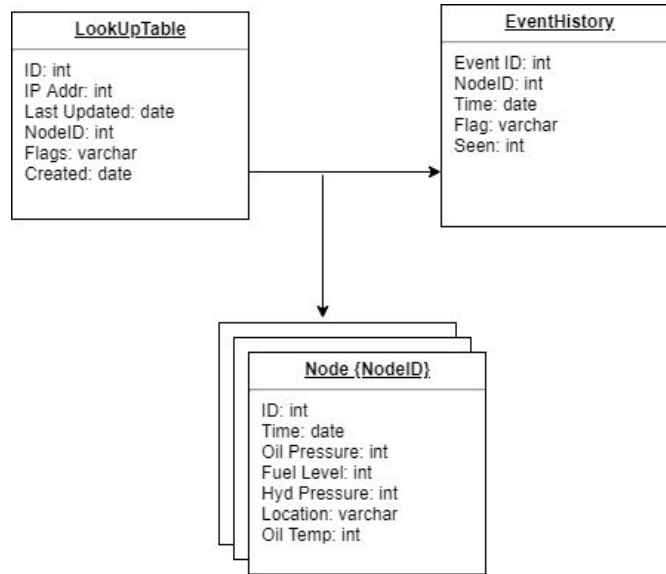 LookUpTable
ID: int
IP Addr: int
Last Updated: date
NodeID: int
Flags: varchar
Created: date
EventHistory
Event ID: int
NodeID: int
Time: date
Flag: varchar
Seen: int
Node {NodeID}
ID: int
Time: date
Oil Pressure: int
Fuel Level: int
Hyd Pressure: int
Location: varchar
Oil Temp: int